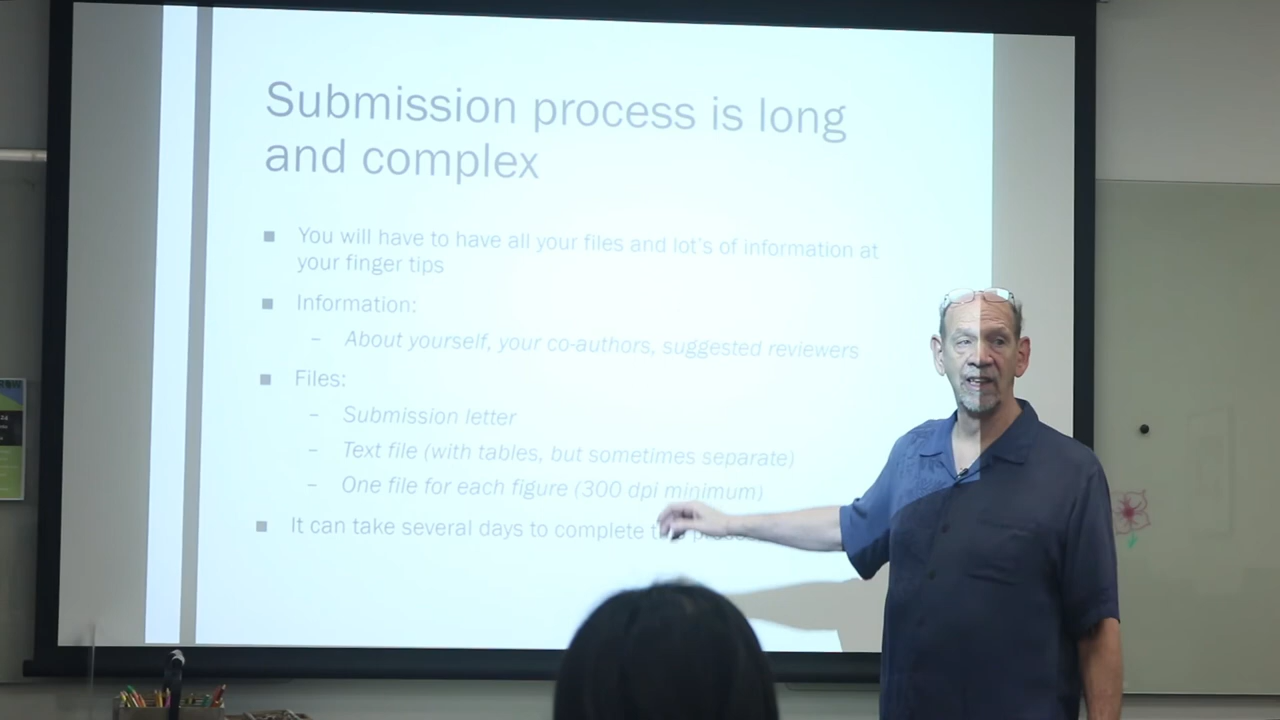 Submission process is long
and complex
■ You will have to have all your files and lot's of information at
your finger tips
■ Information:
– About yourself, your co-authors, suggested reviewers
■ Files:
– Submission letter
– Text file (with tables, but sometimes separate)
– One file for each figure (300 dpi minimum)
■ It can take several days to complete this process